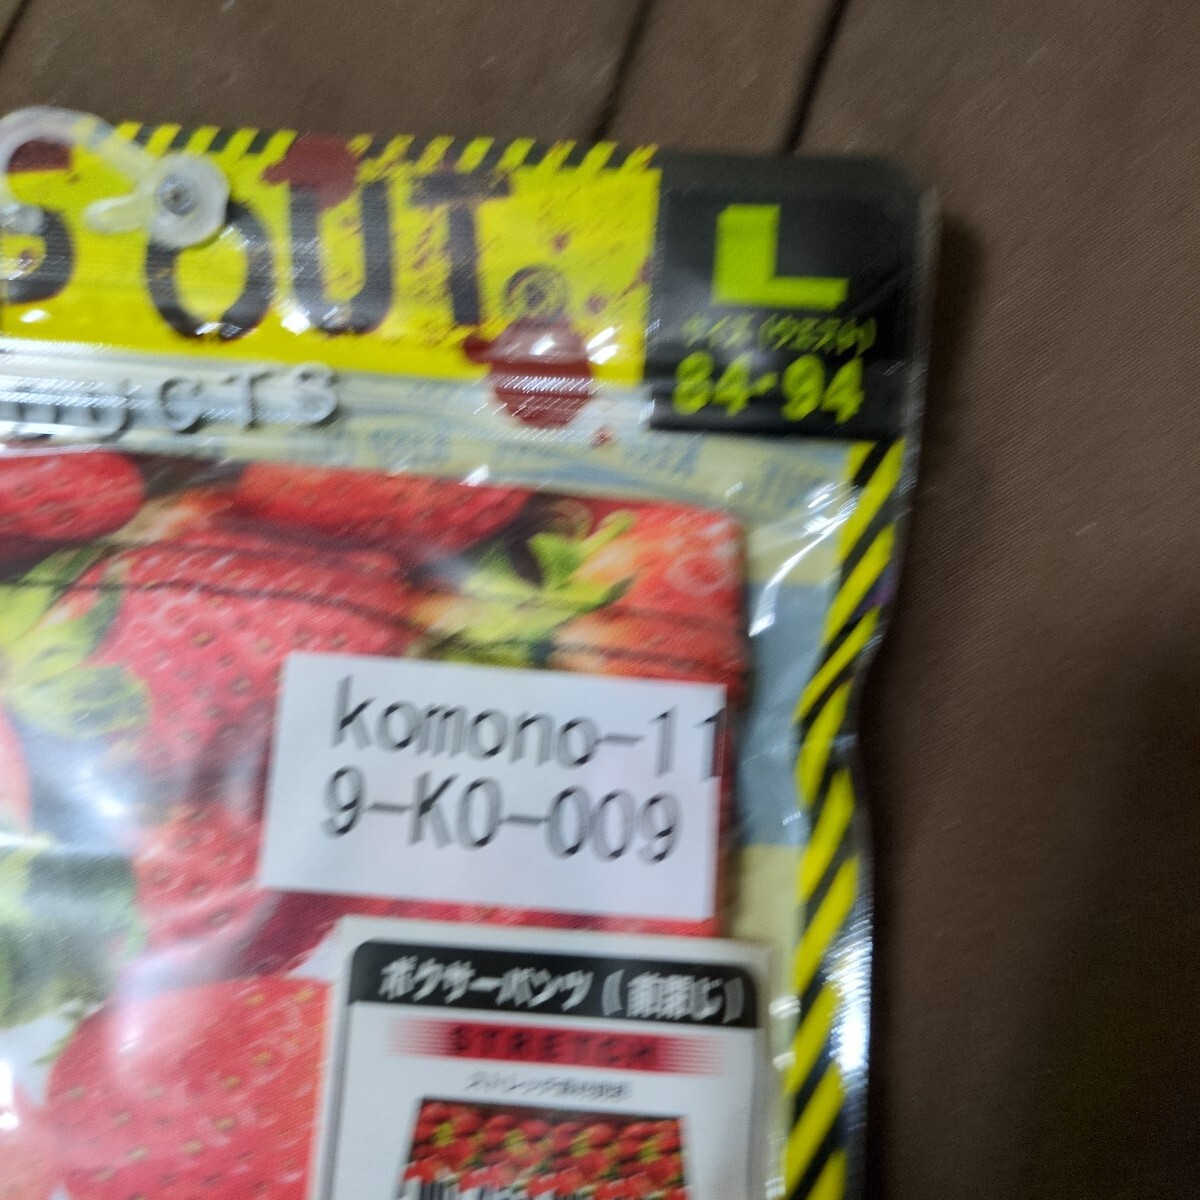 S OUT
L
サイズ(ウエスト)
84-94
komono-11
9-KO-009
ボクサーパンツ(前閉じ)
STRETCH